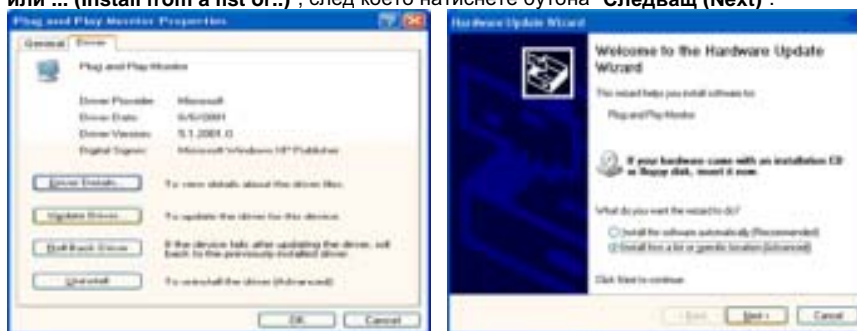 или ... (Install from a list or..)", след което натиснете бутона "Следващ (Next)".
Plug and Play Monitor Properties
General Driver
Plug and Play Monitor
Driver Provider: Microsoft
Driver Date: 6/6/2001
Driver Version: 5.1.2001.0
Digital Signer: Microsoft Windows XP Publisher
Driver Details... To view details about the driver files.
Update Driver... To update the driver for this device.
Roll Back Driver If the device fails after updating the driver, roll
back to the previously installed driver.
Uninstall To uninstall the driver (Advanced).
OK Cancel
Hardware Update Wizard
Welcome to the Hardware Update
Wizard
This wizard helps you install software for:
Plug and Play Monitor
If your hardware came with an installation CD
or floppy disk, insert it now.
What do you want the wizard to do?
Install the software automatically (Recommended)
Install from a list or specific location (Advanced)
Click Next to continue.
< Back Next > Cancel